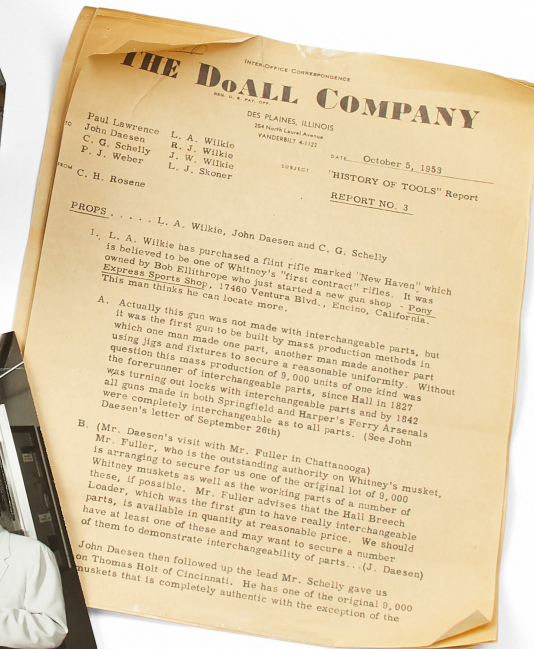 INTER-OFFICE CORRESPONDENCE
THE DOALL COMPANY
REG. U. S. PAT. OFF.
DES PLAINES, ILLINOIS
254 North Laurel Avenue
VANDERBILT 4-1122
TO Paul Lawrence L. A. Wilkie
John Daesen R. J. Wilkie
C. G. Schelly J. W. Wilkie
P. J. Weber L. J. Skoner
DATE October 5, 1953
SUBJECT "HISTORY OF TOOLS" Report
REPORT NO. 3
FROM C. H. Rosene
PROPS . . . . . L. A. Wilkie, John Daesen and C. G. Schelly
1. L. A. Wilkie has purchased a flint rifle marked "New Haven" which
is believed to be one of Whitney's "first contract" rifles. It was
owned by Bob Ellithrope who just started a new gun shop - Pony
Express Sports Shop, 17460 Ventura Blvd., Encino, California.
This man thinks he can locate more.
A. Actually this gun was not made with interchangeable parts, but
it was the first gun to be built by mass production methods in
which one man made one part, another man made another part
using jigs and fixtures to secure a reasonable uniformity. Without
question this mass production of 9,000 units of one kind was
the forerunner of interchangeable parts, since Hall in 1827
was turning out locks with interchangeable parts and by 1842
all guns made in both Springfield and Harper's Ferry Arsenals
were completely interchangeable as to all parts. (See John
Daesen's letter of September 26th)
B. (Mr. Daesen's visit with Mr. Fuller in Chattanooga)
Mr. Fuller, who is the outstanding authority on Whitney's musket,
is arranging to secure for us one of the original lot of 9,000
Whitney muskets as well as the working parts of a number of
these, if possible. Mr. Fuller advises that the Hall Breech
Loader, which was the first gun to have really interchangeable
parts, is available in quantity at reasonable price. We should
have at least one of these and may want to secure a number
of them to demonstrate interchangeability of parts...(J. Daesen)
John Daesen then followed up the lead Mr. Schelly gave us
on Thomas Holt of Cincinnati. He has one of the original 9,000
muskets that is completely authentic with the exception of the